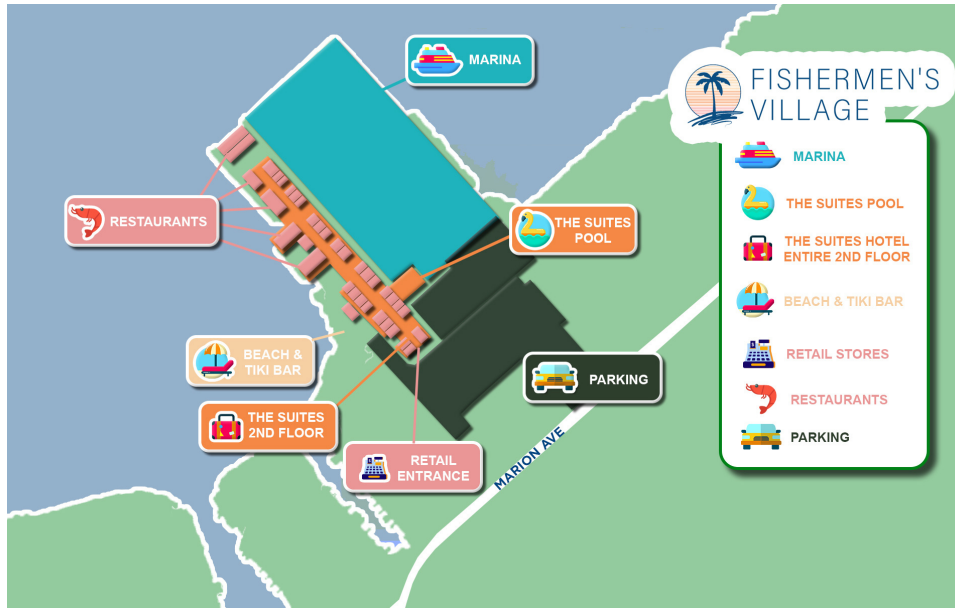 MARINA
FISHERMEN'S
VILLAGE
MARINA
RESTAURANTS
THE SUITES
POOL
THE SUITES POOL
THE SUITES HOTEL
ENTIRE 2ND FLOOR
BEACH & TIKI BAR
BEACH &
TIKI BAR
RETAIL STORES
PARKING
RESTAURANTS
THE SUITES
2ND FLOOR
PARKING
RETAIL
ENTRANCE
MARION AVE